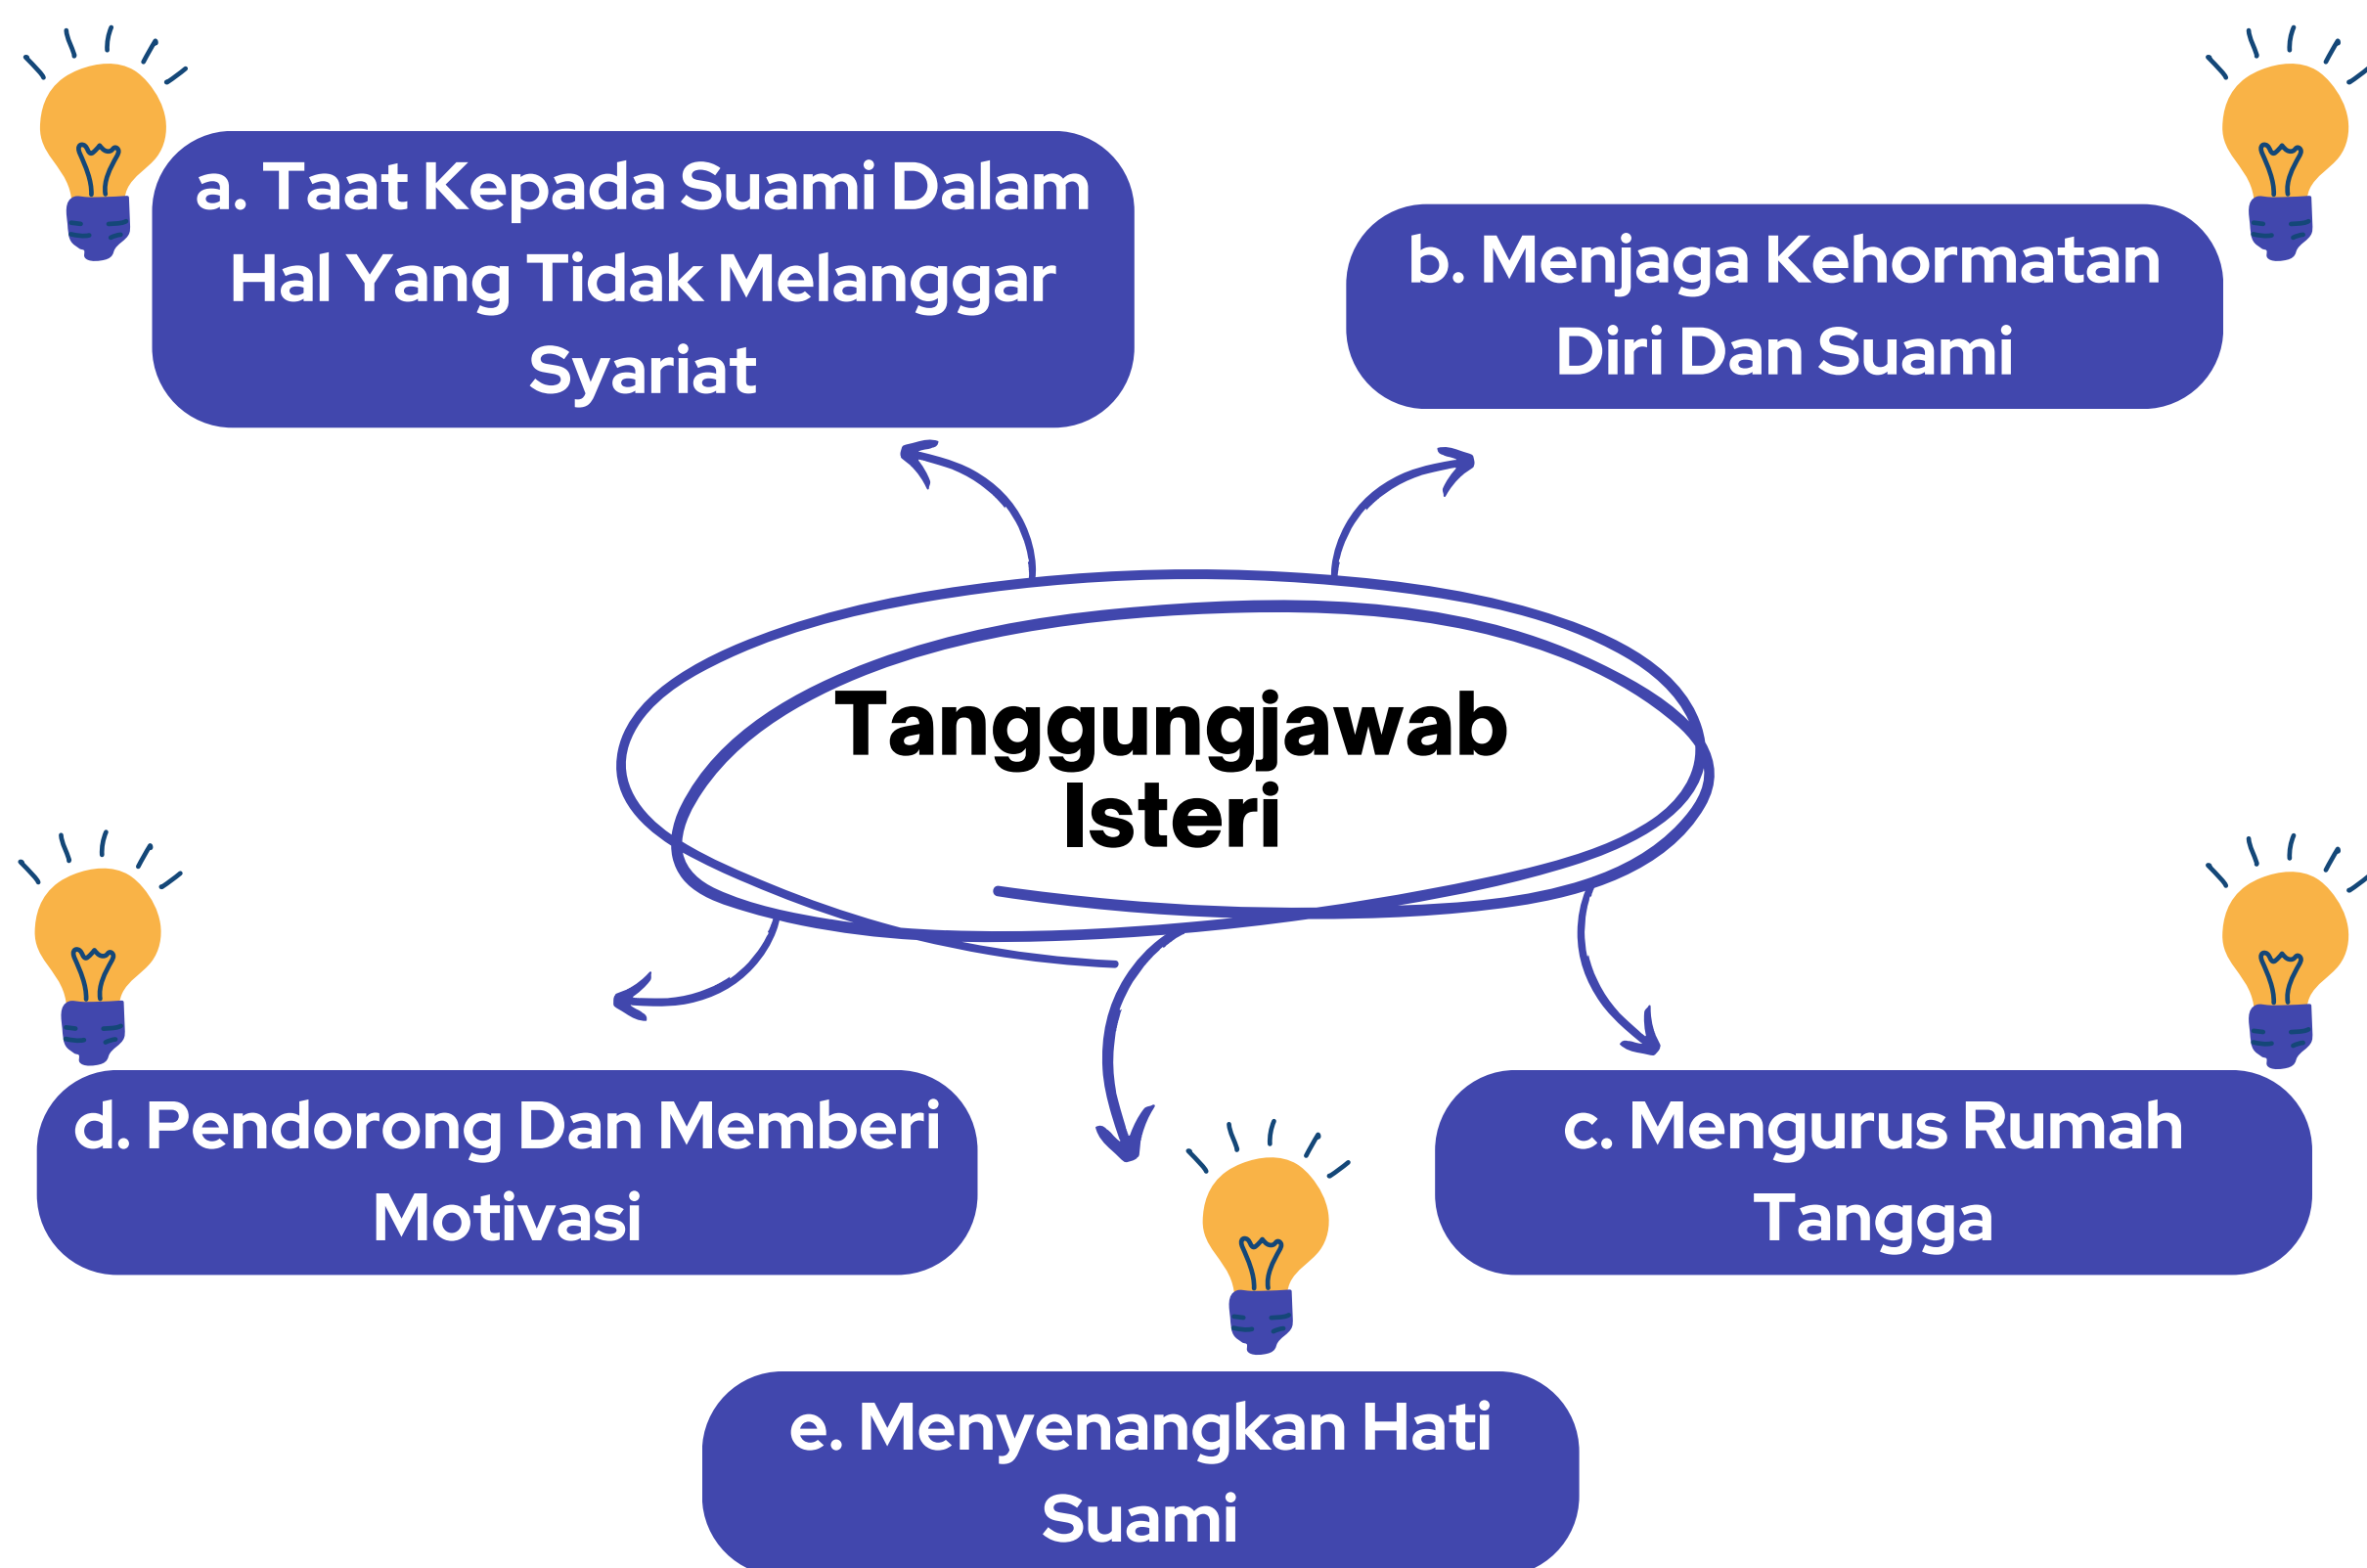 a. Taat Kepada Suami Dalam
Hal Yang Tidak Melanggar
Syariat
b. Menjaga Kehormatan
Diri Dan Suami
Tanggungjawab
Isteri
d. Pendorong Dan Memberi
Motivasi
c. Mengurus Rumah
Tangga
e. Menyenangkan Hati
Suami